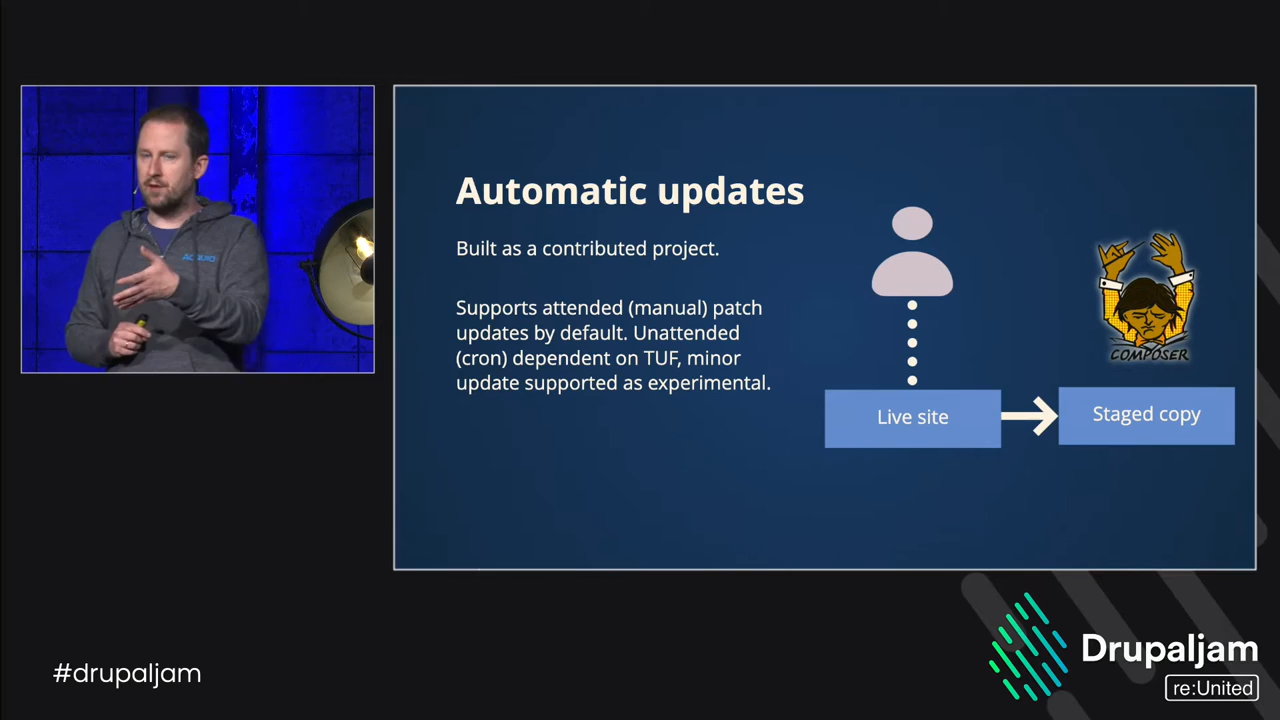 Automatic updates
Built as a contributed project.
Supports attended (manual) patch
updates by default. Unattended
(cron) dependent on TUF, minor
update supported as experimental.
COMPOSER
Live site
Staged copy
ACQUIA
#drupaljam
Drupaljam
re:United